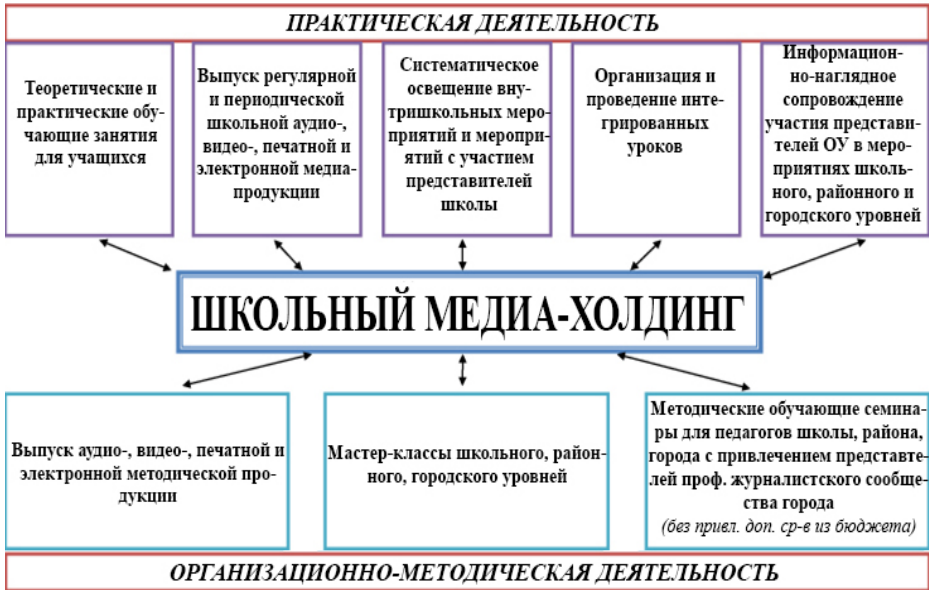 ПРАКТИЧЕСКАЯ ДЕЯТЕЛЬНОСТЬ
Теоретические и
практические обу-
чающие занятия
для учащихся
Выпуск регулярной
и периодической
школьной аудио-,
видео-, печатной и
электронной медиа-
продукции
Систематическое
освещение вну-
тришкольных меро-
приятий и меропри-
ятий с участием
представителей
школы
Организация и
проведение инте-
грированных
уроков
Информацион-
но-наглядное
сопровождение
участия представи-
телей ОУ в меро-
приятиях школь-
ного, районного и
городского уровней
ШКОЛЬНЫЙ МЕДИА-ХОЛДИНГ
Выпуск аудио-, видео-, печатной и
электронной методической про-
дукции
Мастер-классы школьного, район-
ного, городского уровней
Методические обучающие семина-
ры для педагогов школы, района,
города с привлечением представте-
лей проф. журналистского сообще-
ства города
(без привл. доп. ср-в из бюджета)
ОРГАНИЗАЦИОННО-МЕТОДИЧЕСКАЯ ДЕЯТЕЛЬНОСТЬ